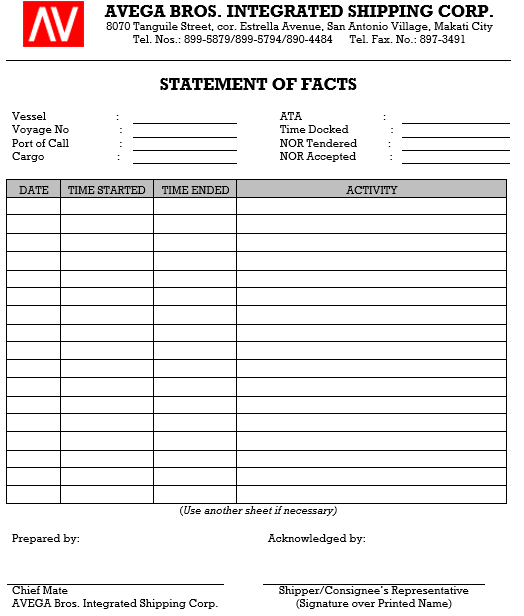 AV
AVEGA BROS. INTEGRATED SHIPPING CORP.
8070 Tanguile Street, cor. Estrella Avenue, San Antonio Village, Makati City
Tel. Nos.: 899-5879/899-5794/890-4484 Tel. Fax. No.: 897-3491
STATEMENT OF FACTS
Vessel : ATA :
Voyage No : Time Docked :
Port of Call : NOR Tendered :
Cargo : NOR Accepted :
DATE TIME STARTED TIME ENDED ACTIVITY
(Use another sheet if necessary)
Prepared by: Acknowledged by:
Chief Mate Shipper/Consignee's Representative
AVEGA Bros. Integrated Shipping Corp. (Signature over Printed Name)